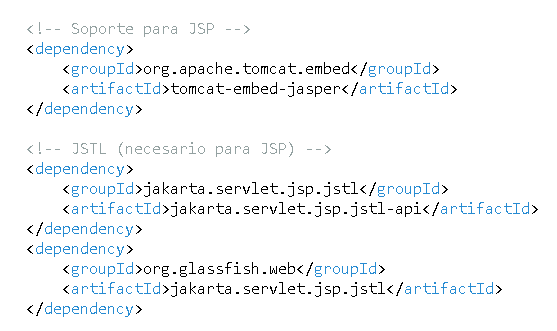 <!-- Soporte para JSP -->
<dependency>
    <groupId>org.apache.tomcat.embed</groupId>
    <artifactId>tomcat-embed-jasper</artifactId>
</dependency>

<!-- JSTL (necesario para JSP) -->
<dependency>
    <groupId>jakarta.servlet.jsp.jstl</groupId>
    <artifactId>jakarta.servlet.jsp.jstl-api</artifactId>
</dependency>
<dependency>
    <groupId>org.glassfish.web</groupId>
    <artifactId>jakarta.servlet.jsp.jstl</artifactId>
</dependency>